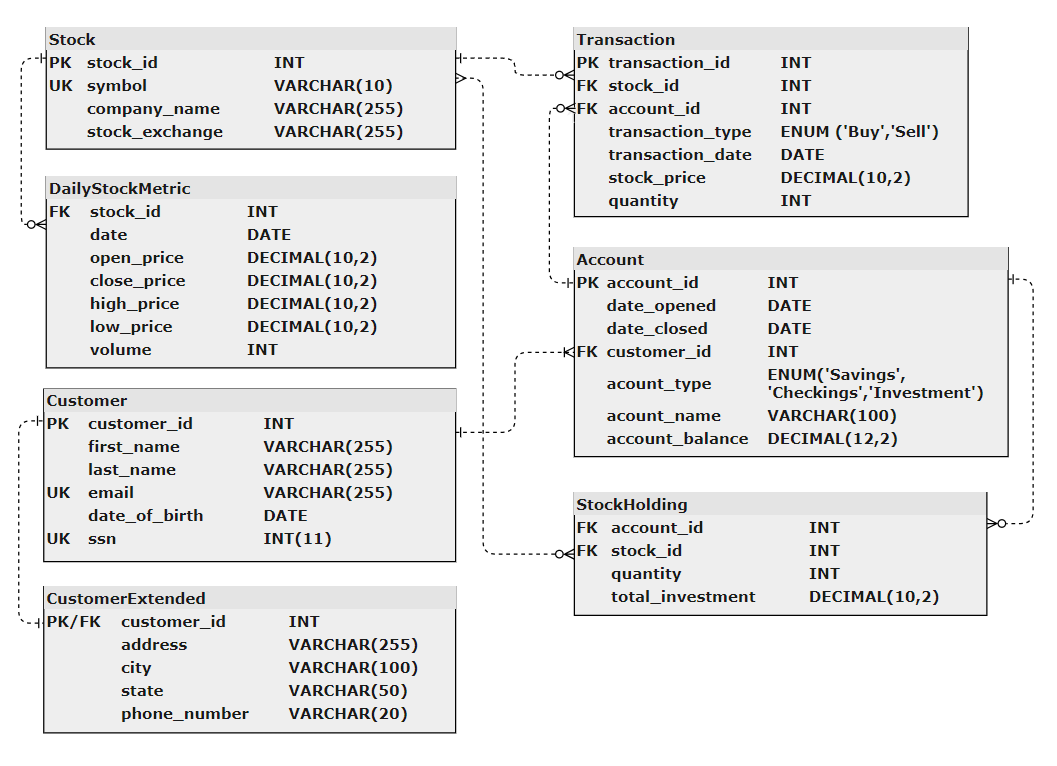 Stock
PK stock_id INT
UK symbol VARCHAR(10)
company_name VARCHAR(255)
stock_exchange VARCHAR(255)
DailyStockMetric
FK stock_id INT
date DATE
open_price DECIMAL(10,2)
close_price DECIMAL(10,2)
high_price DECIMAL(10,2)
low_price DECIMAL(10,2)
volume INT
Customer
PK customer_id INT
first_name VARCHAR(255)
last_name VARCHAR(255)
UK email VARCHAR(255)
date_of_birth DATE
UK ssn INT(11)
CustomerExtended
PK/FK customer_id INT
address VARCHAR(255)
city VARCHAR(100)
state VARCHAR(50)
phone_number VARCHAR(20)
Transaction
PK transaction_id INT
FK stock_id INT
FK account_id INT
transaction_type ENUM ('Buy','Sell')
transaction_date DATE
stock_price DECIMAL(10,2)
quantity INT
Account
PK account_id INT
date_opened DATE
date_closed DATE
FK customer_id INT
acount_type ENUM('Savings',
'Checkings','Investment')
acount_name VARCHAR(100)
account_balance DECIMAL(12,2)
StockHolding
FK account_id INT
FK stock_id INT
quantity INT
total_investment DECIMAL(10,2)